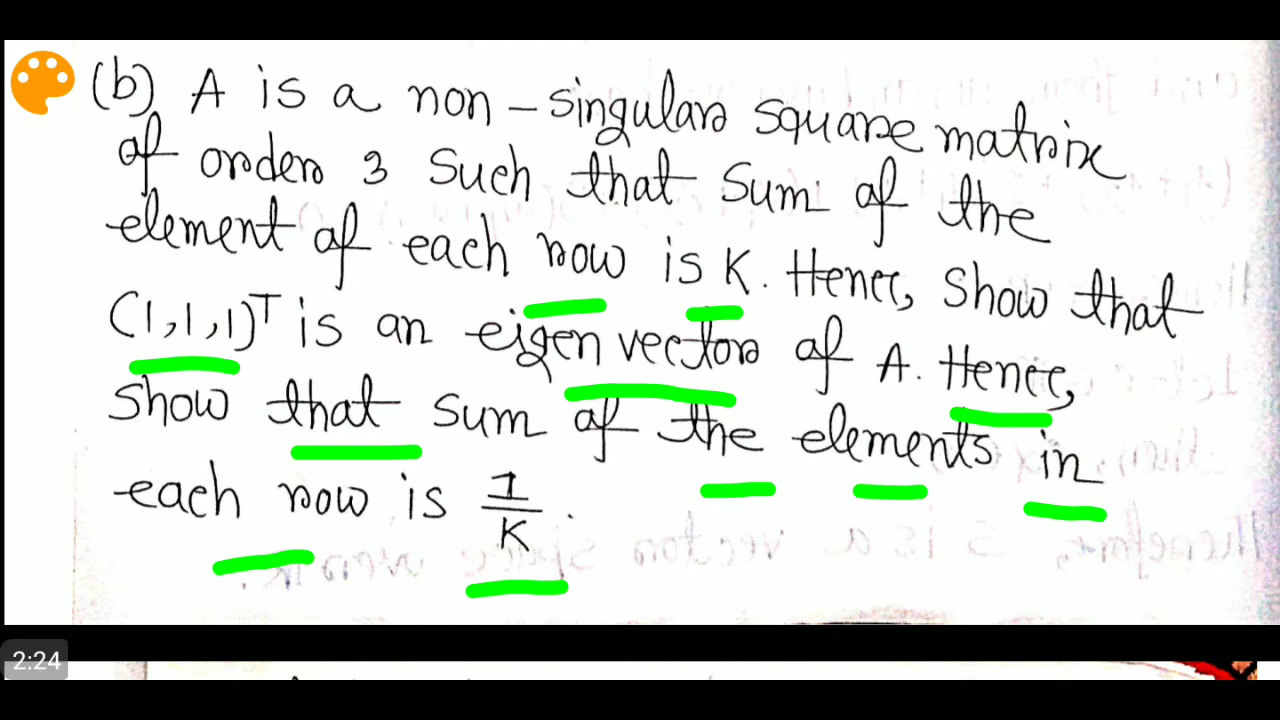 (b) A is a non-singular square matrix
of order 3 such that sum of the
element of each row is K. Hence, show that
(1,1,1)ᵀ is an eigen vector of A. Hence,
show that sum of the elements in
each row is 1/K.
2:24